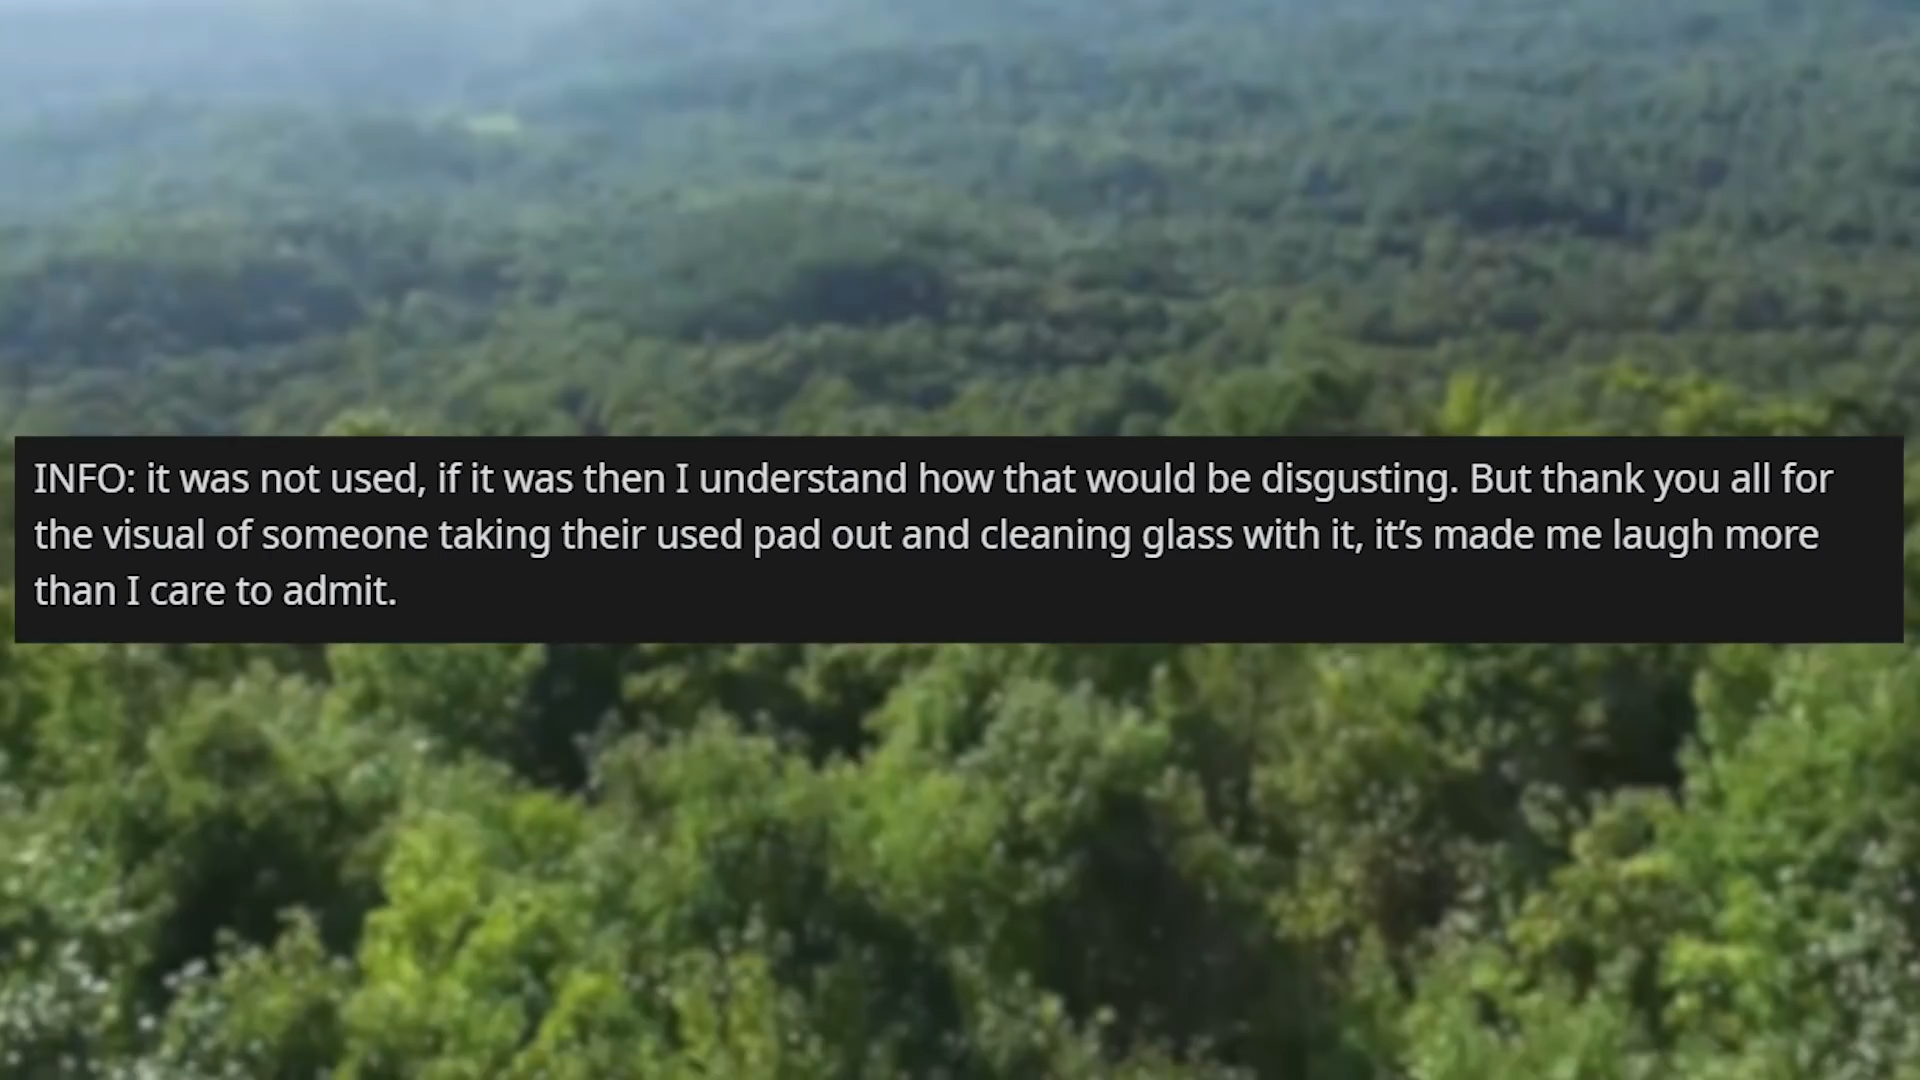 INFO: it was not used, if it was then I understand how that would be disgusting. But thank you all for
the visual of someone taking their used pad out and cleaning glass with it, it’s made me laugh more
than I care to admit.